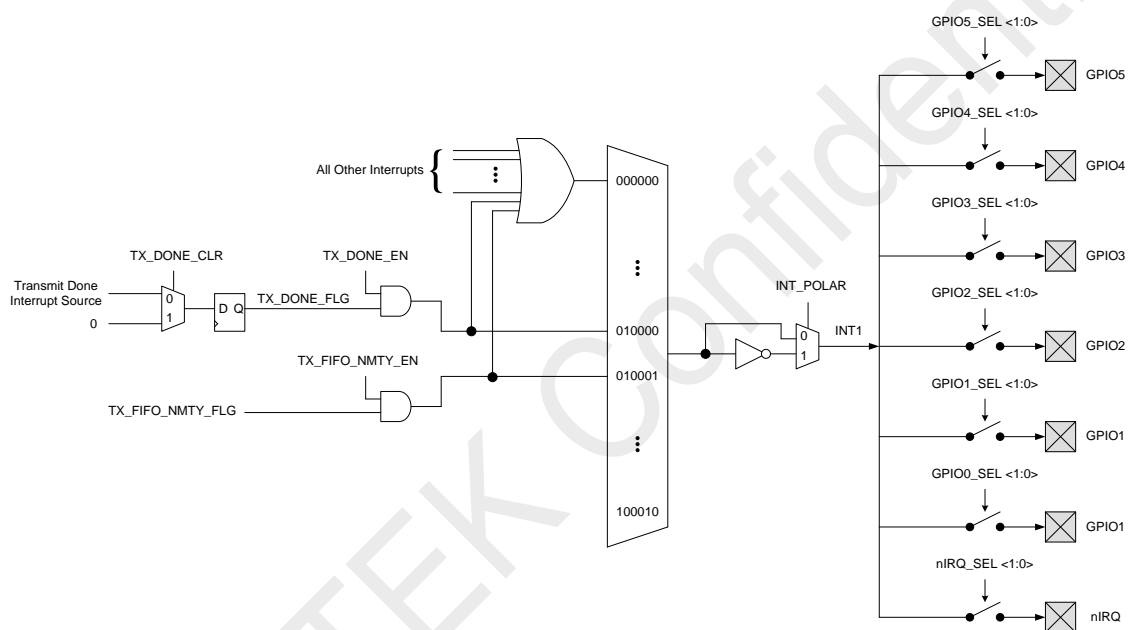 GPIO5_SEL <1:0>
GPIO5
GPIO4_SEL <1:0>
All Other Interrupts
GPIO4
000000
GPIO3_SEL <1:0>
TX_DONE_CLR
TX_DONE_EN
GPIO3
Transmit Done
Interrupt Source
0
TX_DONE_FLG
INT_POLAR
GPIO2_SEL <1:0>
D Q
0
1
010000
0
INT1
GPIO2
TX_FIFO_NMTY_EN
1
010001
GPIO1_SEL <1:0>
TX_FIFO_NMTY_FLG
GPIO1
GPIO0_SEL <1:0>
100010
GPIO1
nIRQ_SEL <1:0>
nIRQ
TEK Confidenti